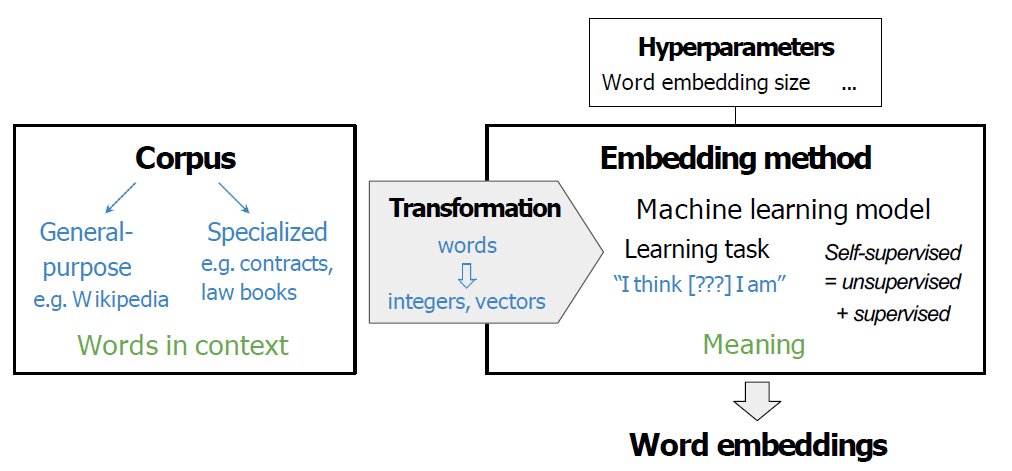 Hyperparameters
Word embedding size ...
Corpus
General-
purpose
e.g. Wikipedia
Specialized
e.g. contracts,
law books
Words in context
Transformation
words
integers, vectors
Embedding method
Machine learning model
Learning task
"I think [???] I am"
Self-supervised
= unsupervised
+ supervised
Meaning
Word embeddings